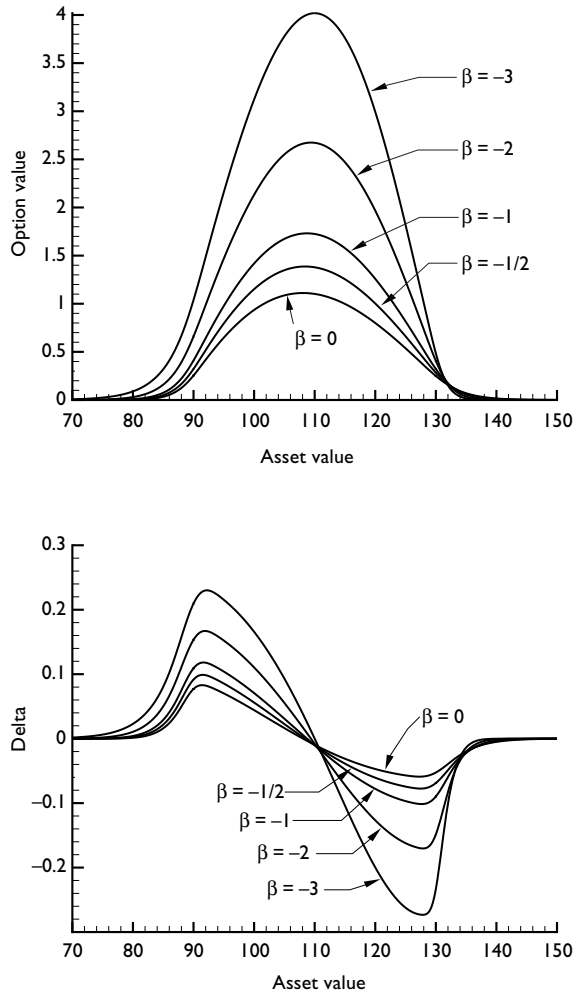 4
3.5
3
2.5
2
1.5
1
0.5
0
Option value
β = –3
β = –2
β = –1
β = –1/2
β = 0
70 80 90 100 110 120 130 140 150
Asset value
0.3
0.2
0.1
0
–0.1
–0.2
Delta
β = 0
β = –1/2
β = –1
β = –2
β = –3
70 80 90 100 110 120 130 140 150
Asset value